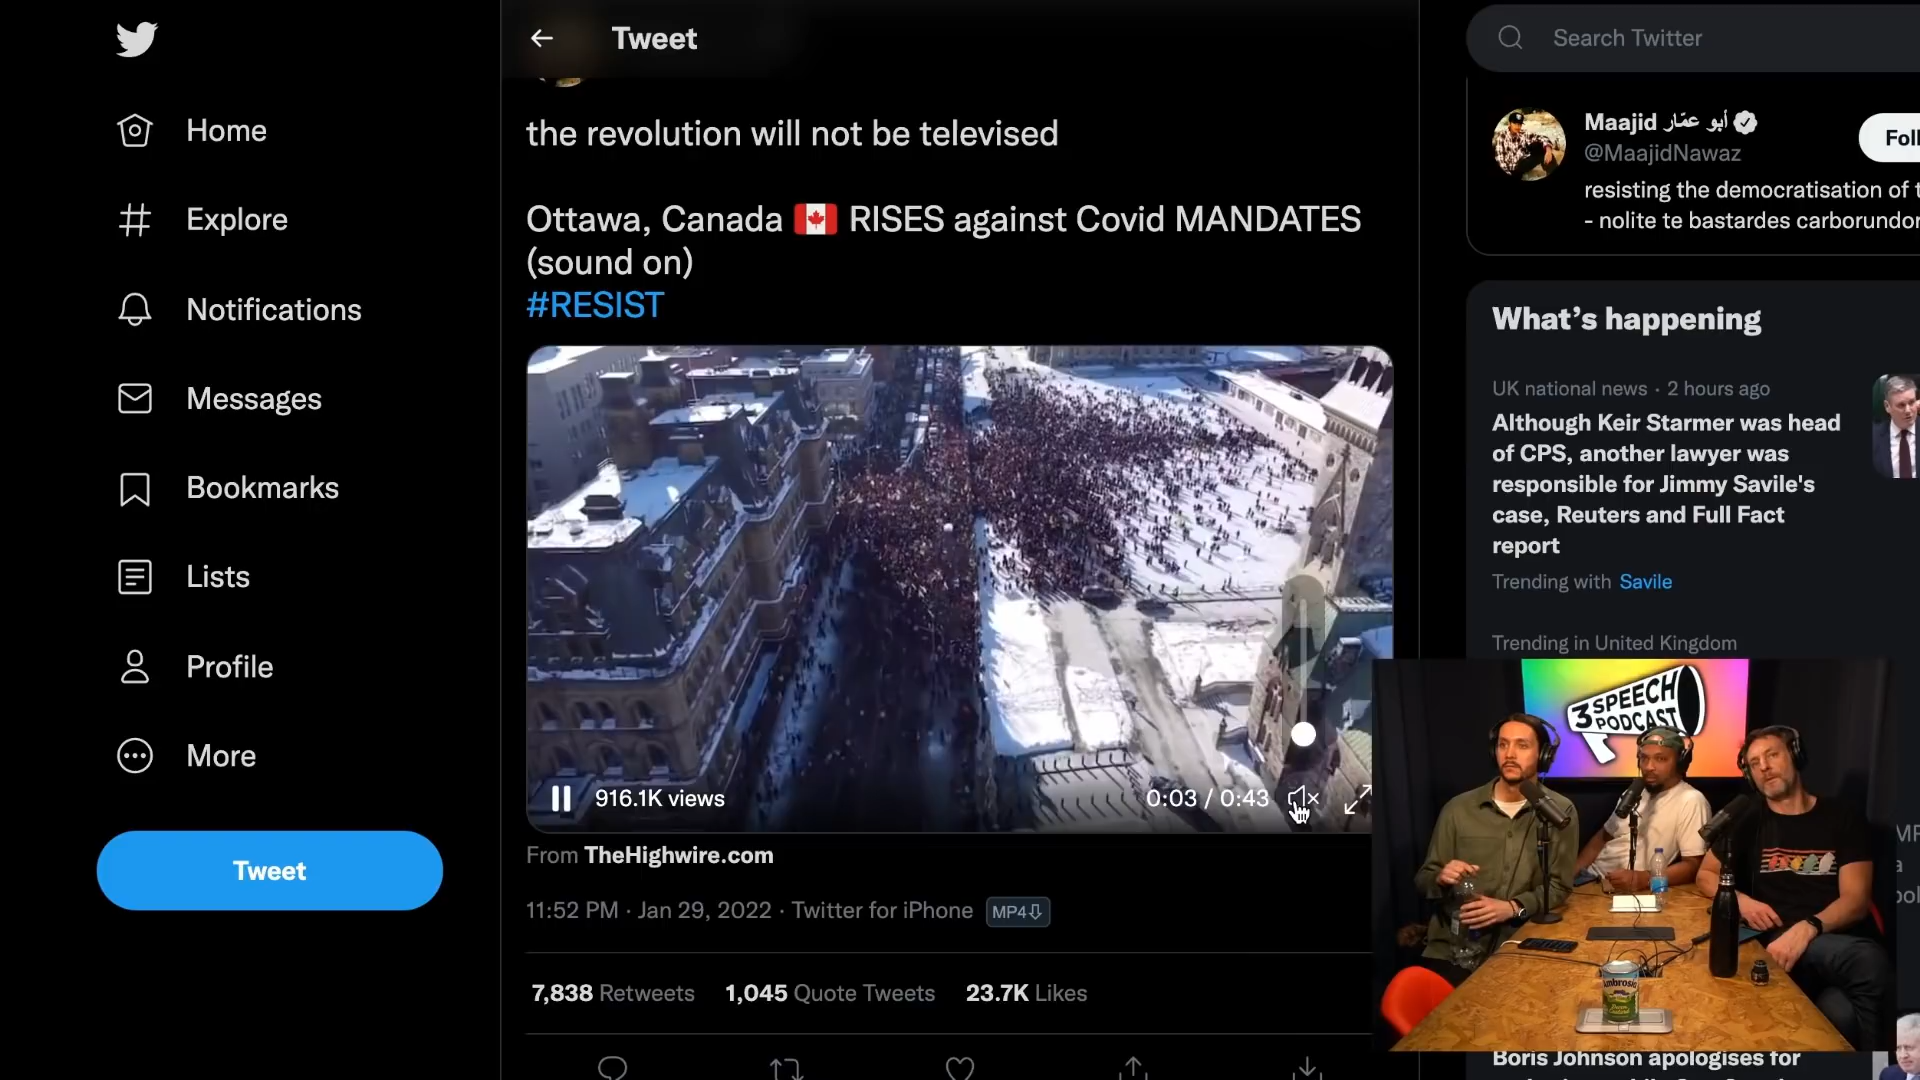 Tweet
Search Twitter
Home
Explore
Notifications
Messages
Bookmarks
Lists
Profile
More
Tweet
the revolution will not be televised
Ottawa, Canada 🇨🇦 RISES against Covid MANDATES
(sound on)
#RESIST
916.1K views
0:03 / 0:43
From TheHighwire.com
11:52 PM · Jan 29, 2022 · Twitter for iPhone
MP4
7,838 Retweets 1,045 Quote Tweets 23.7K Likes
Maajid أبو عمّار
@MaajidNawaz
resisting the democratisation of
- nolite te bastardes carborundor
What's happening
UK national news · 2 hours ago
Although Keir Starmer was head
of CPS, another lawyer was
responsible for Jimmy Savile's
case, Reuters and Full Fact
report
Trending with Savile
Trending in United Kingdom
3 SPEECH
PODCAST
Ambrosia
Boris Johnson apologises for